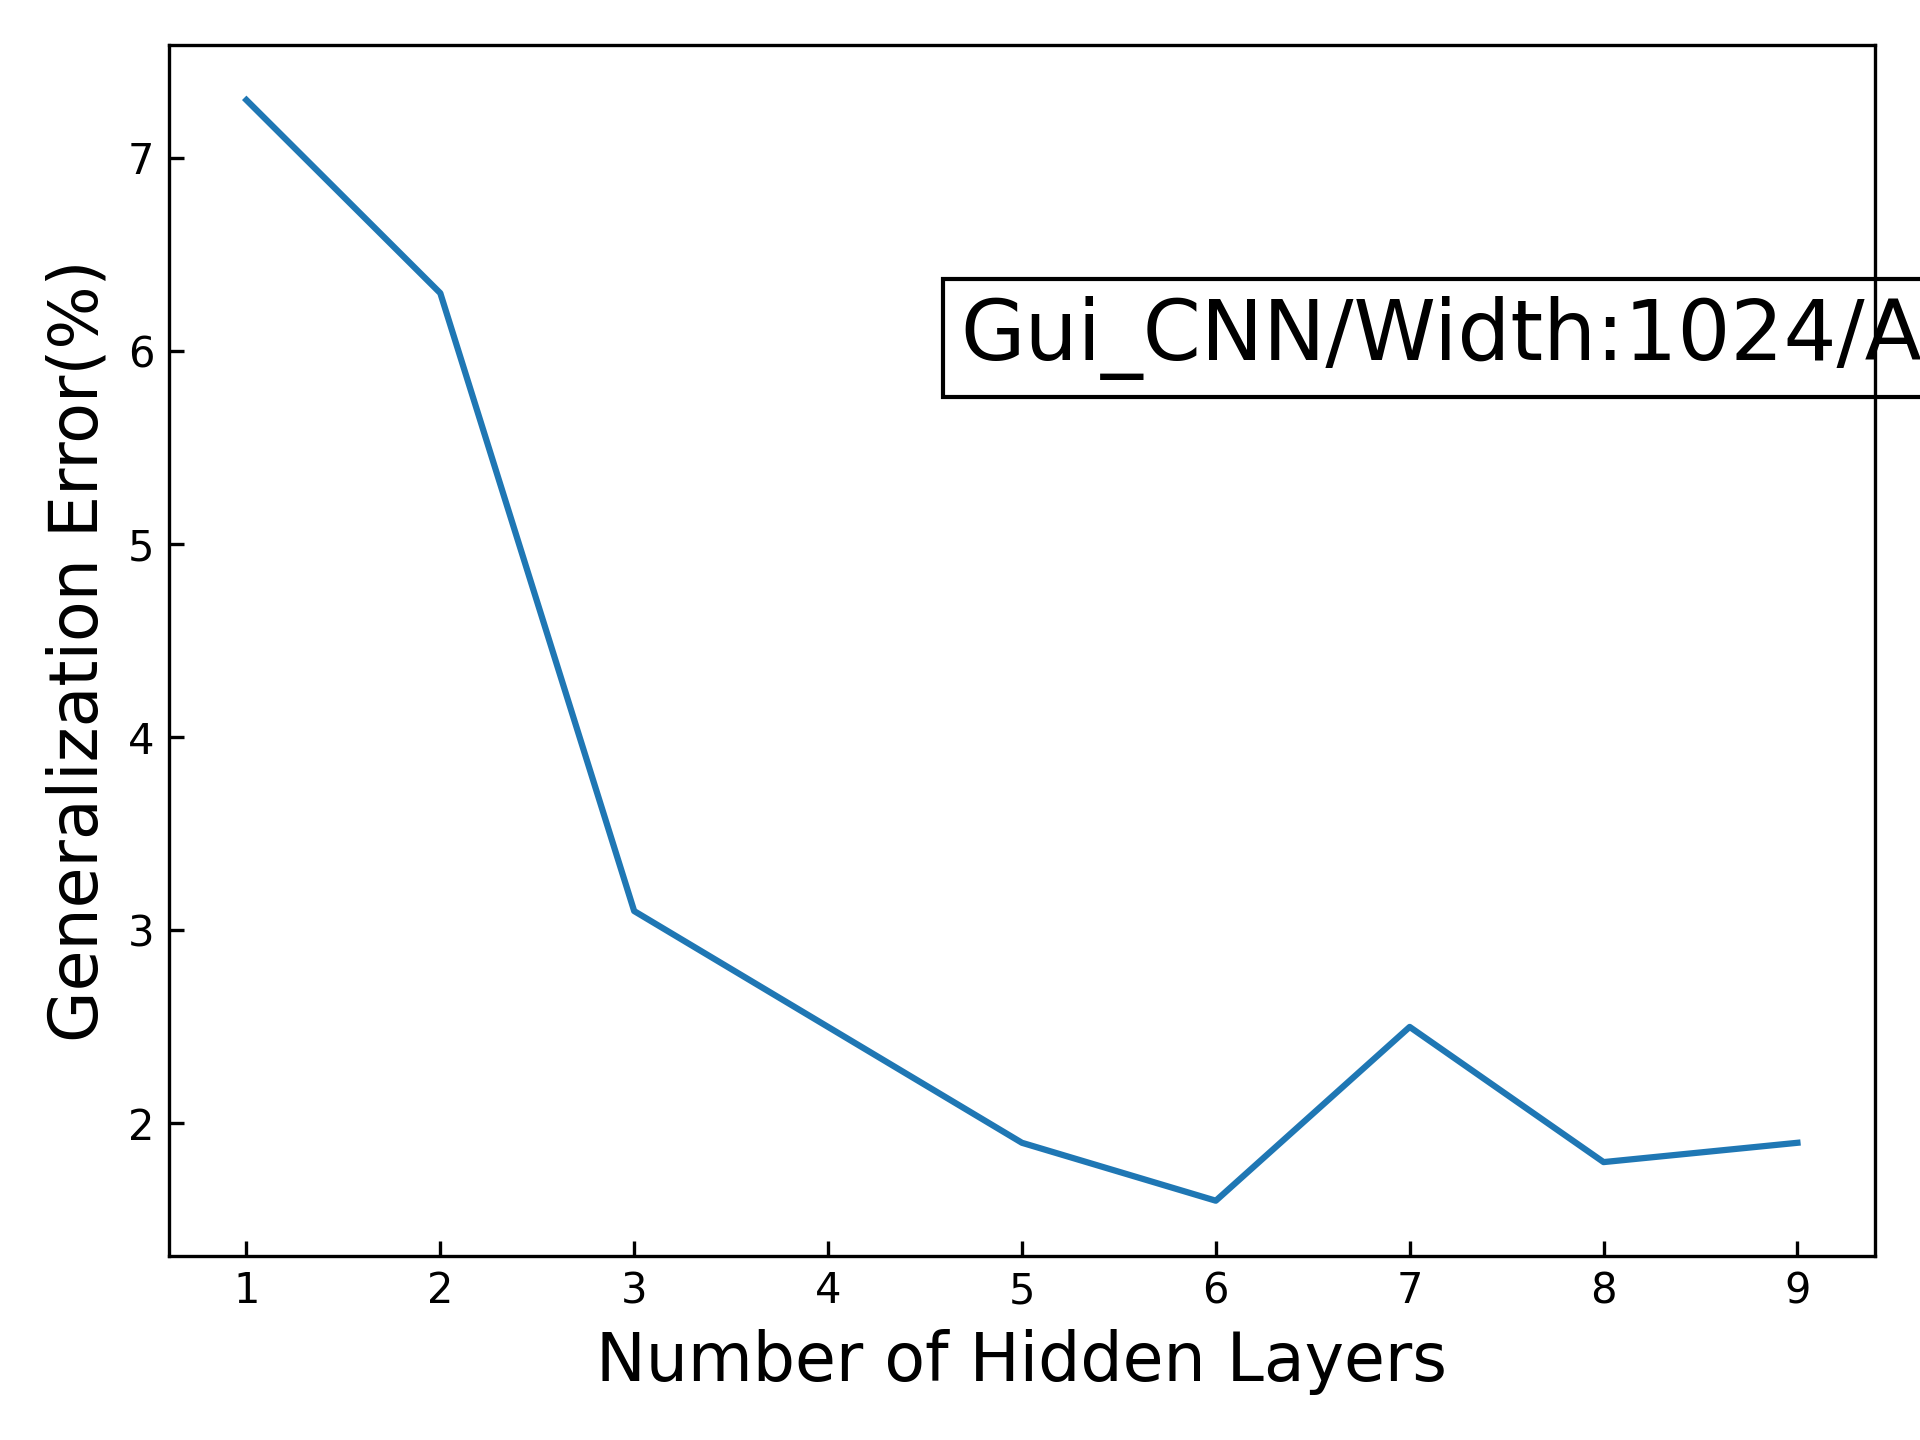 Generalization Error(%)
7
6
5
4
3
2
Gui_CNN/Width:1024/A
1 2 3 4 5 6 7 8 9
Number of Hidden Layers